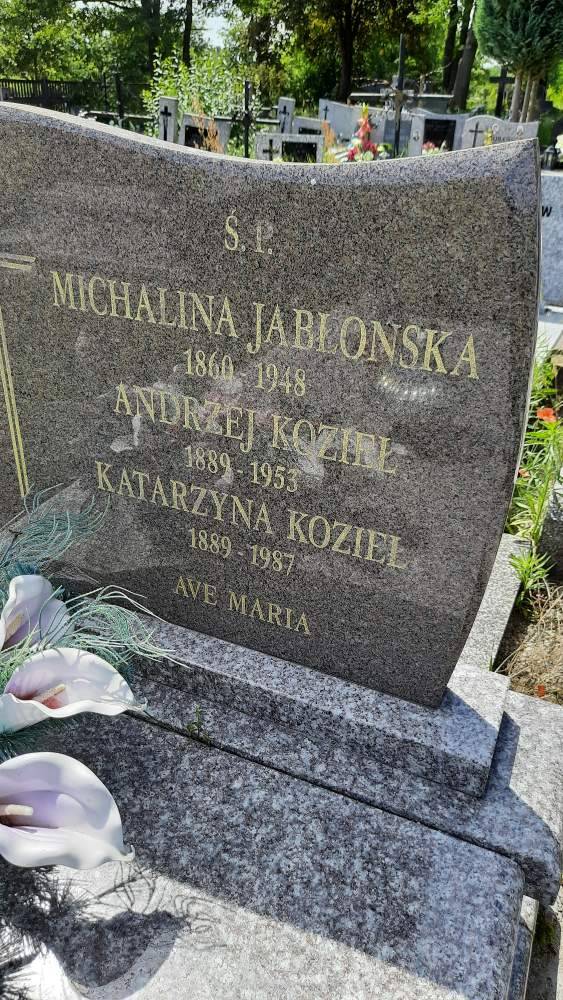 Ś. P.
MICHALINA JABŁOŃSKA
1860 - 1948
ANDRZEJ KOZIEŁ
1889 - 1953
KATARZYNA KOZIEŁ
1889 - 1987
AVE MARIA